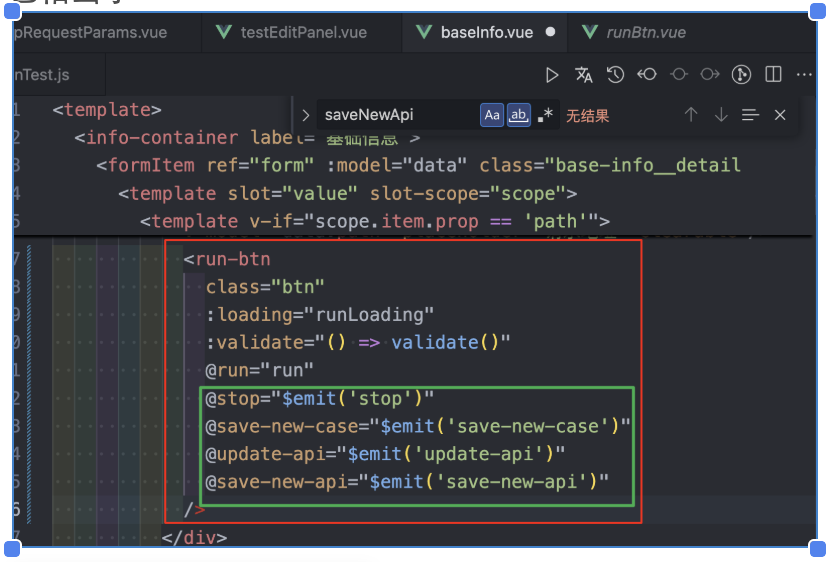 pRequestParams.vue testEditPanel.vue baseInfo.vue runBtn.vue
nTest.js
saveNewApi Aa ab .* 无结果
1 <template>
2 <info-container label="基础信息">
3 <formItem ref="form" :model="data" class="base-info__detail
4 <template slot="value" slot-scope="scope">
5 <template v-if="scope.item.prop == 'path'">
7 <run-btn
8 class="btn"
9 :loading="runLoading"
0 :validate="() => validate()"
1 @run="run"
2 @stop="$emit('stop')"
3 @save-new-case="$emit('save-new-case')"
4 @update-api="$emit('update-api')"
5 @save-new-api="$emit('save-new-api')"
6 />
7 </div>